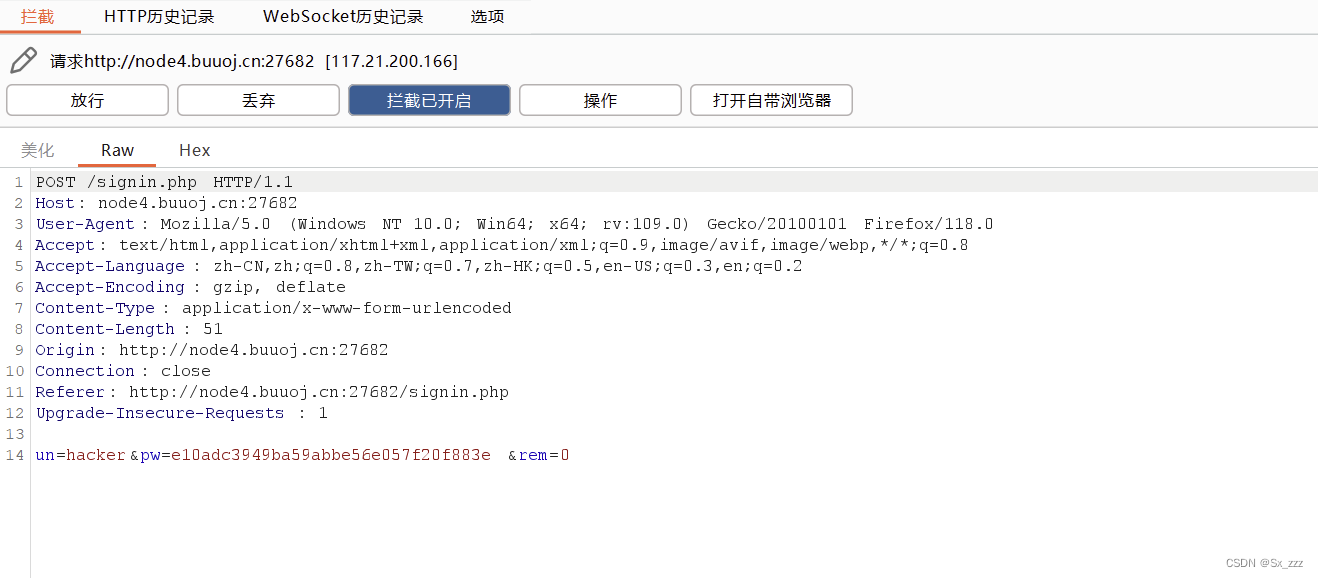 拦截 HTTP历史记录 WebSocket历史记录 选项
请求http://node4.buuoj.cn:27682 [117.21.200.166]
放行 丢弃 拦截已开启 操作 打开自带浏览器
美化 Raw Hex
1 POST /signin.php HTTP/1.1
2 Host: node4.buuoj.cn:27682
3 User-Agent: Mozilla/5.0 (Windows NT 10.0; Win64; x64; rv:109.0) Gecko/20100101 Firefox/118.0
4 Accept: text/html,application/xhtml+xml,application/xml;q=0.9,image/avif,image/webp,*/*;q=0.8
5 Accept-Language: zh-CN,zh;q=0.8,zh-TW;q=0.7,zh-HK;q=0.5,en-US;q=0.3,en;q=0.2
6 Accept-Encoding: gzip, deflate
7 Content-Type: application/x-www-form-urlencoded
8 Content-Length: 51
9 Origin: http://node4.buuoj.cn:27682
10 Connection: close
11 Referer: http://node4.buuoj.cn:27682/signin.php
12 Upgrade-Insecure-Requests: 1
13
14 un=hacker&pw=e10adc3949ba59abbe56e057f20f883e&rem=0
CSDN @Sx_zzz